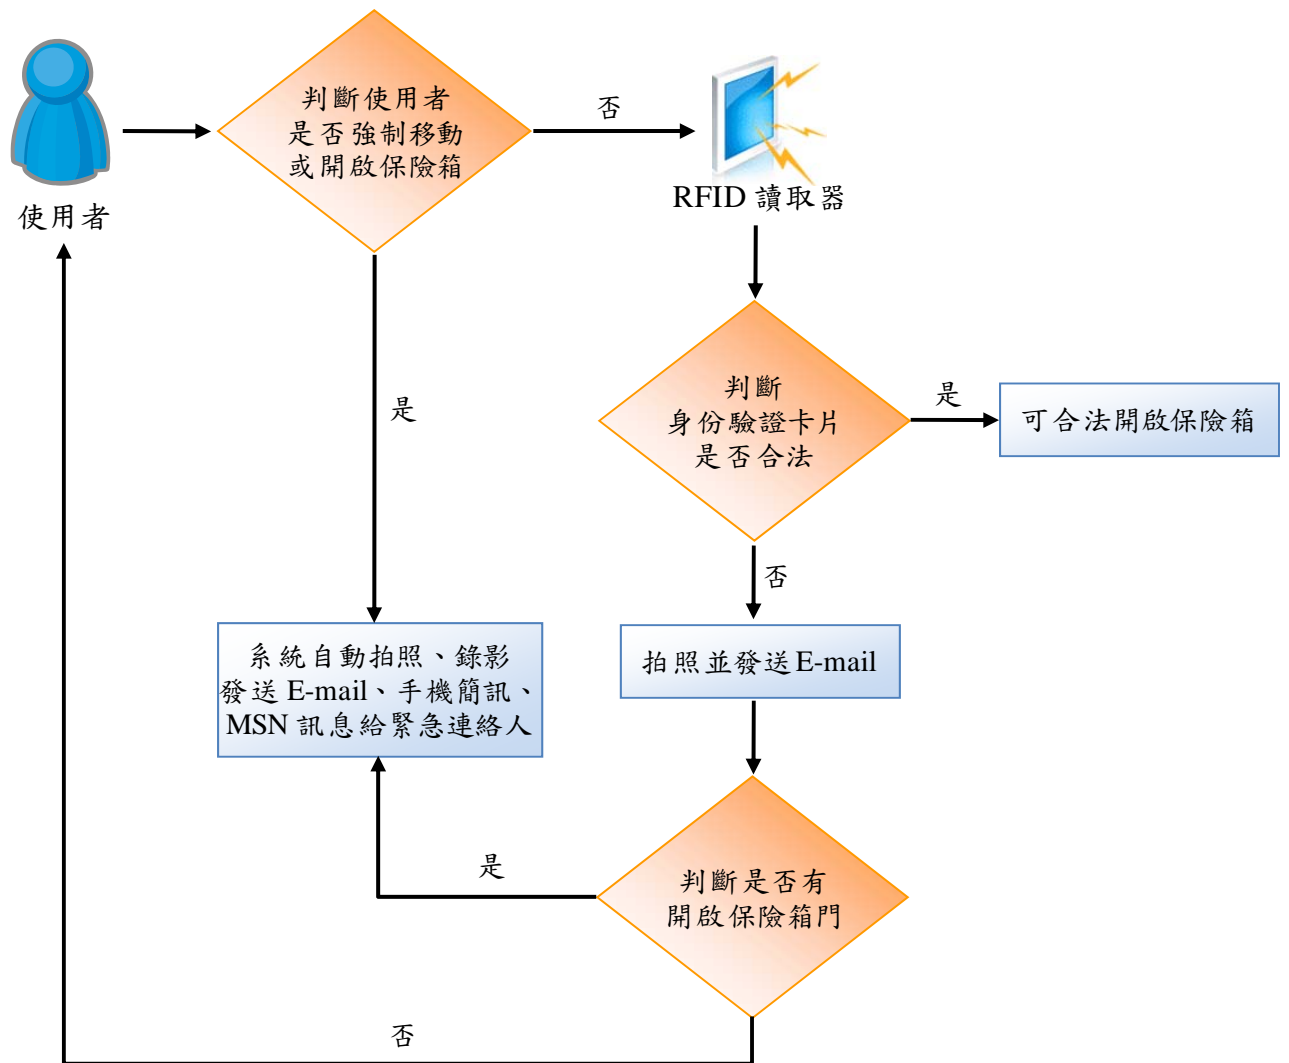 使用者
判斷使用者
是否強制移動
或開啟保險箱
否
RFID 讀取器
是
判斷
身份驗證卡片
是否合法
是
可合法開啟保險箱
否
系統自動拍照、錄影
發送 E-mail、手機簡訊、
MSN 訊息給緊急連絡人
拍照並發送 E-mail
是
判斷是否有
開啟保險箱門
否